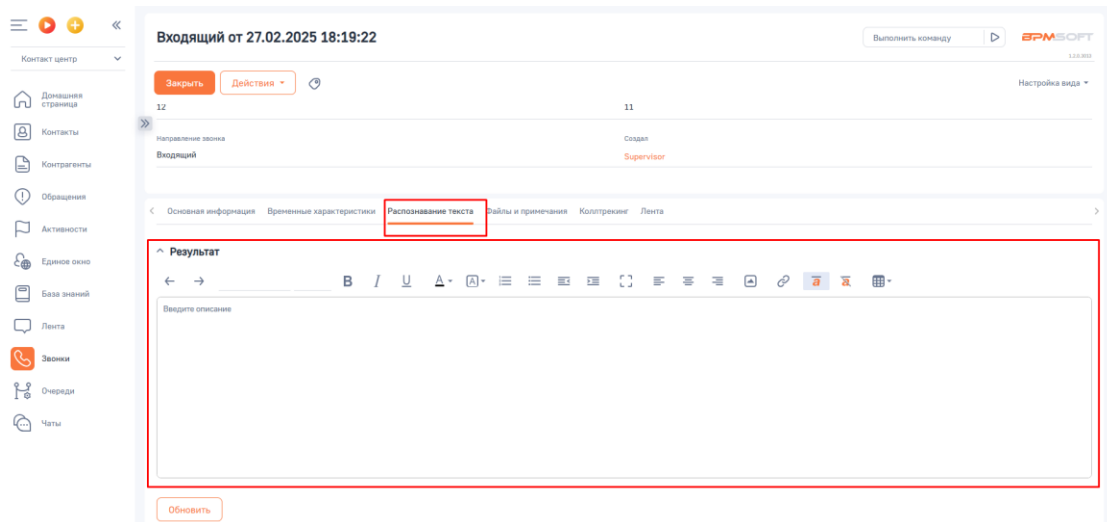 Входящий от 27.02.2025 18:19:22
Выполнить команду
BPMSOFT
Контакт центр
Закрыть
Действия
Настройка вида
Домашняя
страница
12
11
Контакты
Направление звонка
Создал
Входящий
Supervisor
Контрагенты
Обращения
Основная информация Временные характеристики Распознавание текста Файлы и примечания Коллтрекинг Лента
Активности
Результат
Единое окно
B I U A A a a
База знаний
Введите описание
Лента
Звонки
Очереди
Чаты
Обновить